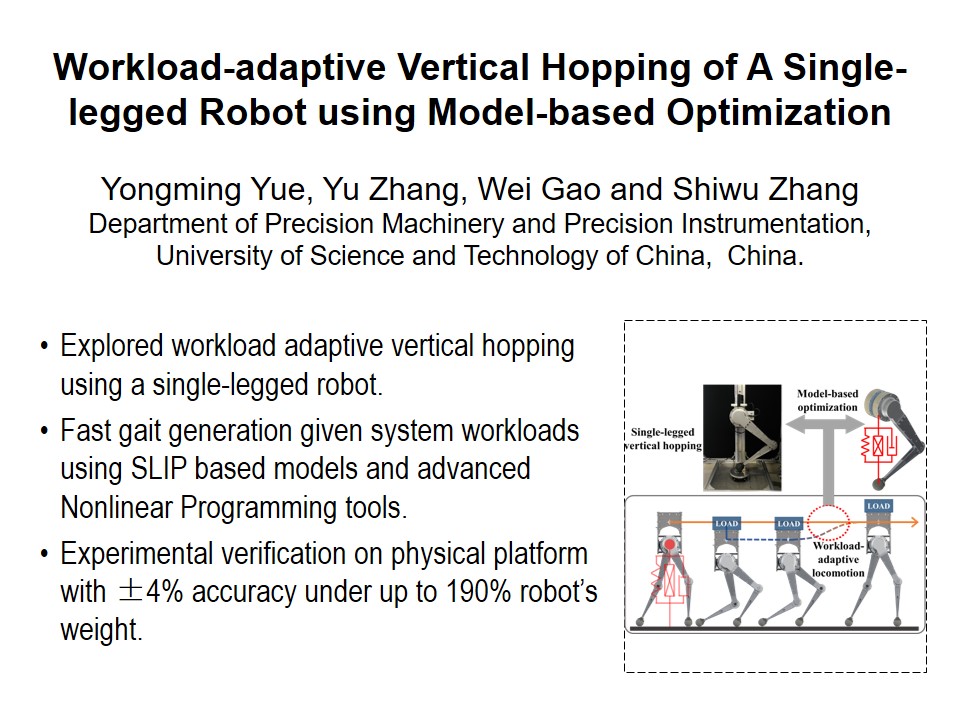 Workload-adaptive Vertical Hopping of A Single-
legged Robot using Model-based Optimization
Yongming Yue, Yu Zhang, Wei Gao and Shiwu Zhang
Department of Precision Machinery and Precision Instrumentation,
University of Science and Technology of China,  China.
• Explored workload adaptive vertical hopping
using a single-legged robot.
• Fast gait generation given system workloads
using SLIP based models and advanced
Nonlinear Programming tools.
• Experimental verification on physical platform
with ±4% accuracy under up to 190% robot’s
weight.
Model-based
optimization
Single-legged
vertical hopping
LOAD
LOAD
LOAD
Workload-
adaptive
locomotion